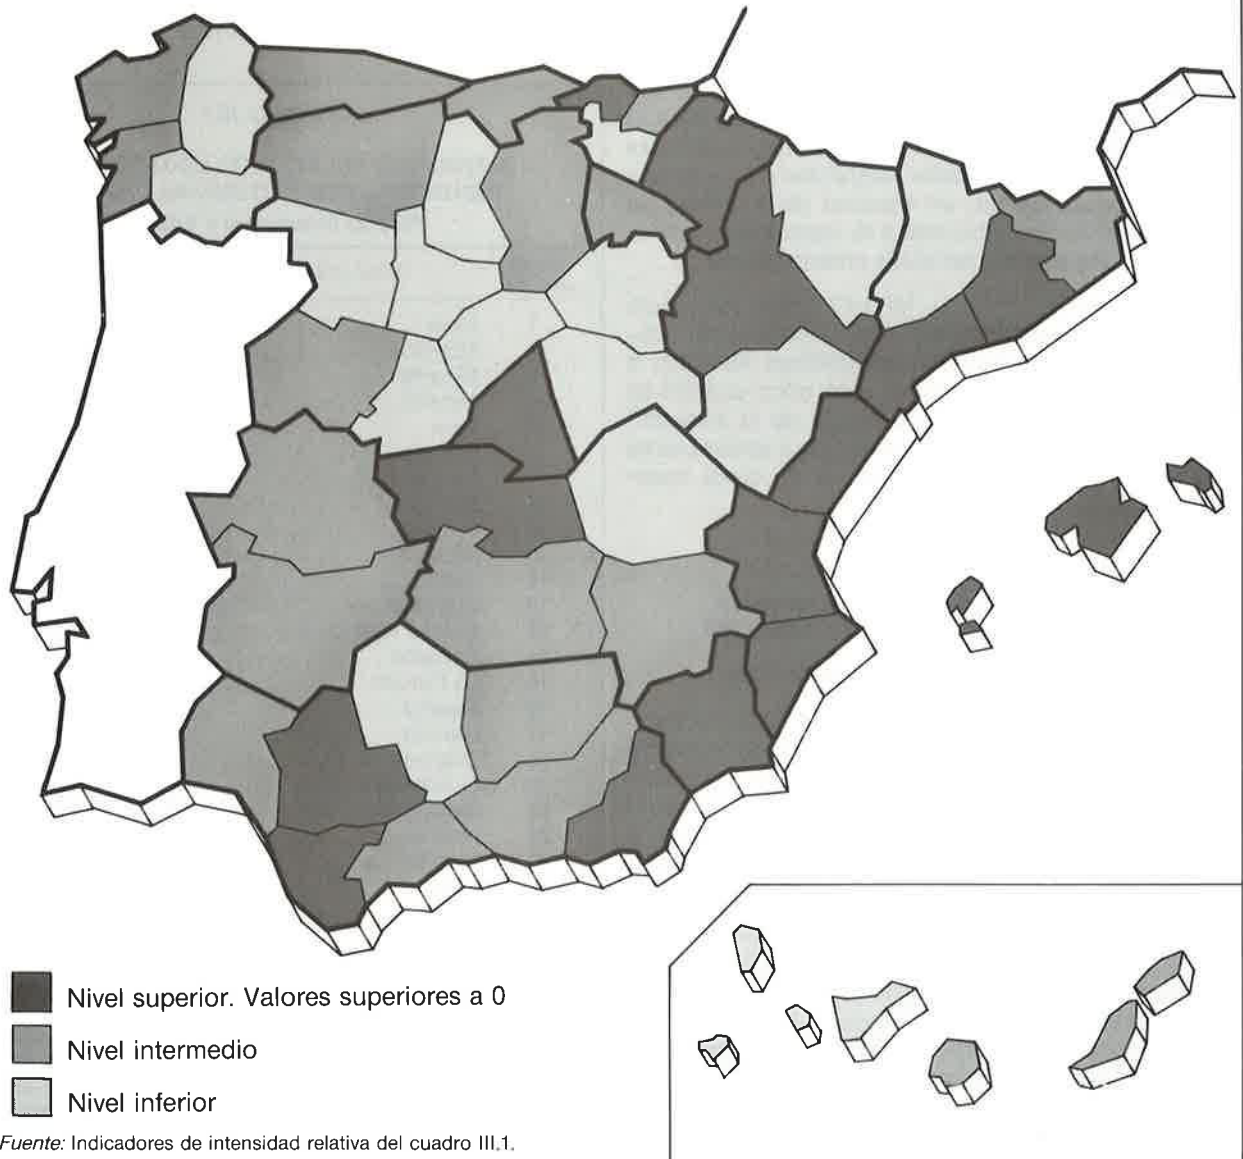 Nivel superior. Valores superiores a 0
Nivel intermedio
Nivel inferior
Fuente: Indicadores de intensidad relativa del cuadro III.1.